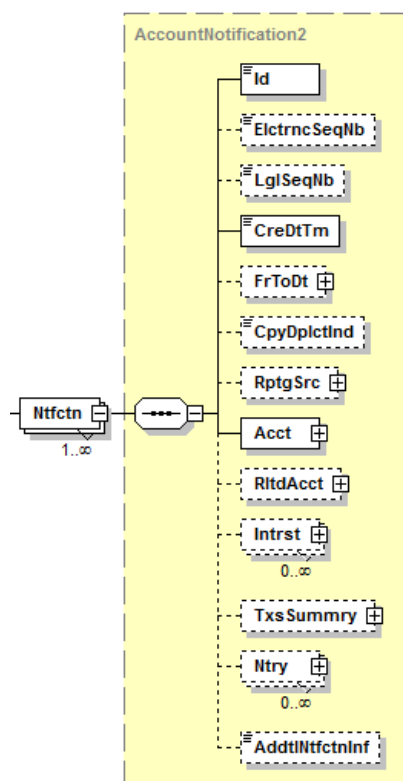 AccountNotification2
Id
ElctrncSeqNb
LglSeqNb
CreDtTm
FrToDt
CpyDplctInd
RptgSrc
Ntfctn
1..∞
Acct
RltdAcct
Intrst
0..∞
TxsSummry
Ntry
0..∞
AddtlNtfctnInf